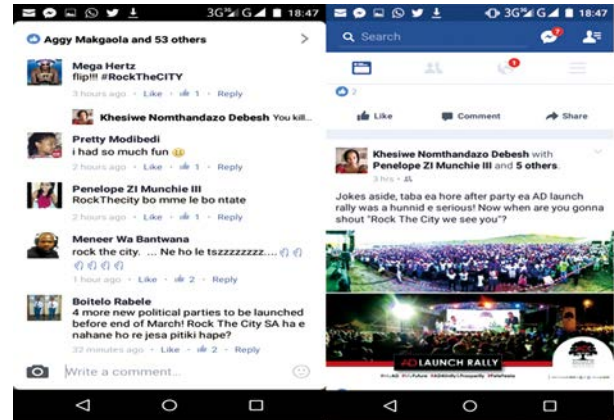 3G G 18:47
Aggy Makgaola and 53 others
Mega Hertz
flip!!! #RockTheCITY
3 hours ago · Like · 1 · Reply
Khesiwe Nomthandazo Debesh You kill...
Pretty Modibedi
i had so much fun
2 hours ago · Like · 1 · Reply
Penelope ZI Munchie III
RockThecity bo mme le bo ntate
2 hours ago · Like · 1 · Reply
Meneer Wa Bantwana
rock the city. ... Ne ho le tszzzzzzzz....
1 hour ago · Like · 2 · Reply
Boitelo Rabele
4 more new political parties to be launched
before end of March! Rock The City SA ha e
nahane ho re jesa pitiki hape?
32 minutes ago · Like · 2 · Reply
Write a comment...
3G G 18:47
Search
2
Like Comment Share
Khesiwe Nomthandazo Debesh with
Penelope ZI Munchie III and 5 others.
3 hrs ·
Jokes aside, taba ea hore after party ea AD launch
rally was a hunnid e serious! Now when are you gonna
shout "Rock The City we see you"?
AD LAUNCH RALLY